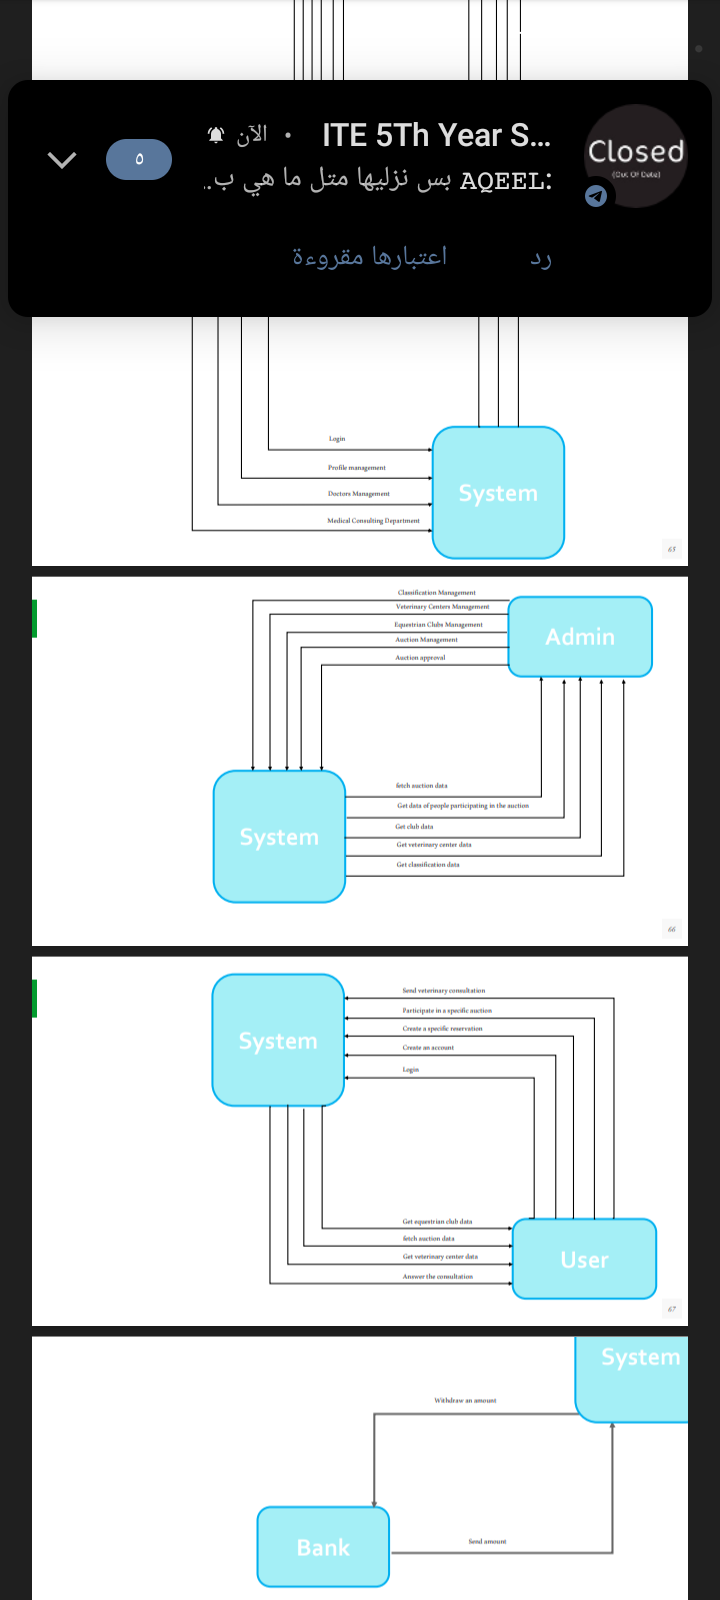 ITE 5Th Year S... • الآن
Closed
(Out Of Date)
٥
AQEEL: بس نزليها متل ما هي ب..
رد
اعتبارها مقروءة
Login
Profile management
Doctors Management
Medical Consulting Department
System
65
Classification Management
Veterinary Centers Management
Equestrian Clubs Management
Auction Management
Auction approval
Admin
System
fetch auction data
Get data of people participating in the auction
Get club data
Get veterinary center data
Get classification data
66
System
Send veterinary consultation
Participate in a specific auction
Create a specific reservation
Create an account
Login
Get equestrian club data
fetch auction data
Get veterinary center data
Answer the consultation
User
67
System
Withdraw an amount
Bank
Send amount